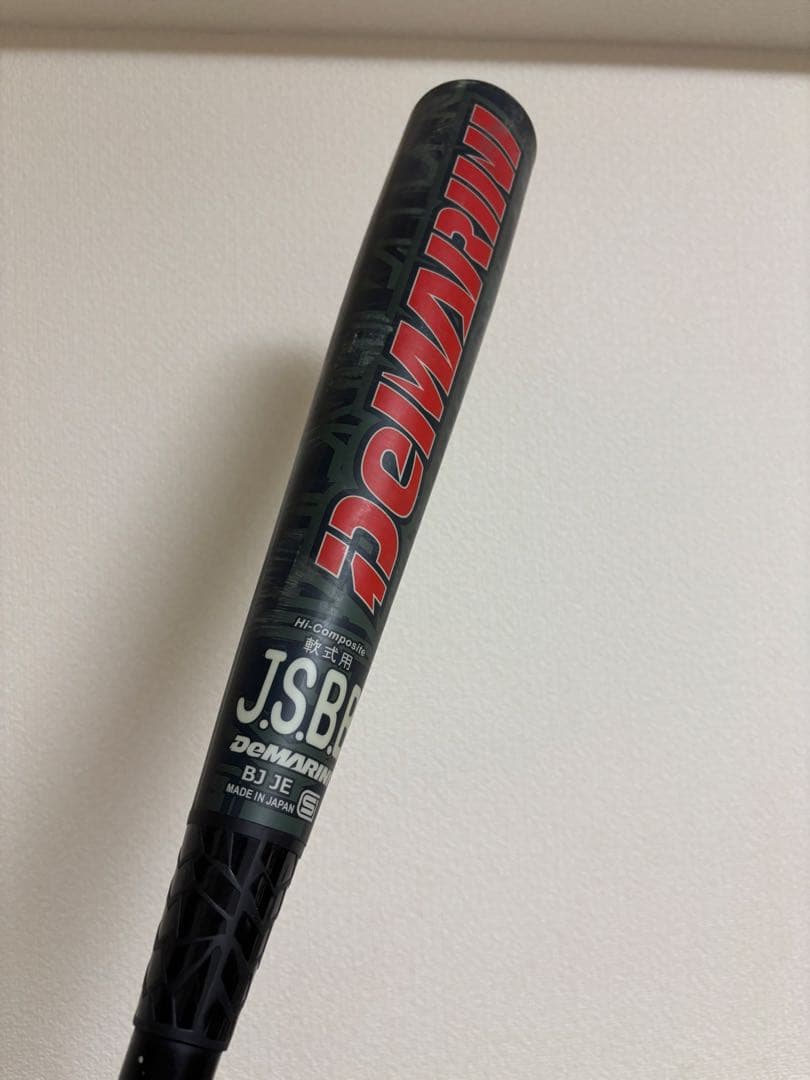 DeMARINI
Hi-Composite
軟式用
J.S.B.B
DeMARINI
BJ JE
MADE IN JAPAN S